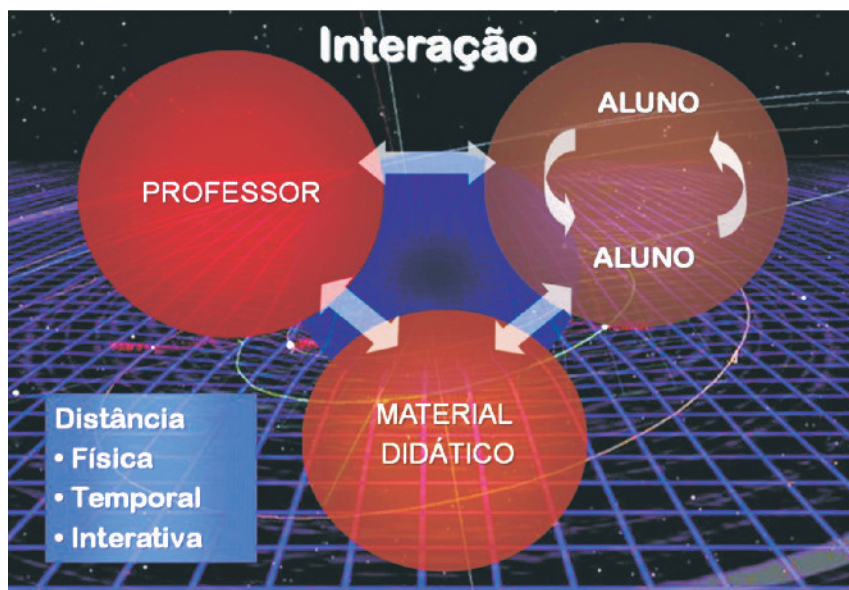 Interação
PROFESSOR
ALUNO
ALUNO
MATERIAL
DIDÁTICO
Distância
• Física
• Temporal
• Interativa